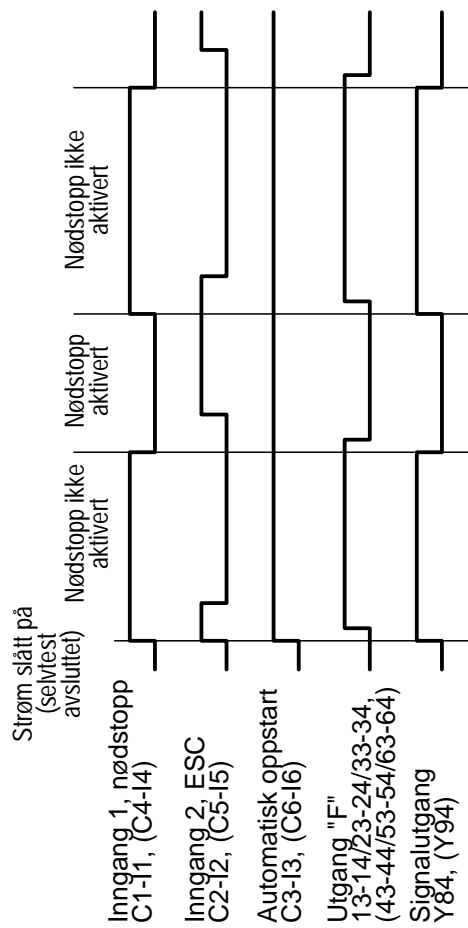 Strøm slått på
(selvtest
avsluttet)
Nødstopp ikke
aktivert
Nødstopp
aktivert
Nødstopp ikke
aktivert
Inngang 1, nødstopp
C1-I1, (C4-I4)
Inngang 2, ESC
C2-I2, (C5-I5)
Automatisk oppstart
C3-I3, (C6-I6)
Utgang "F"
13-14/23-24/33-34,
(43-44/53-54/63-64)
Signalutgang
Y84, (Y94)